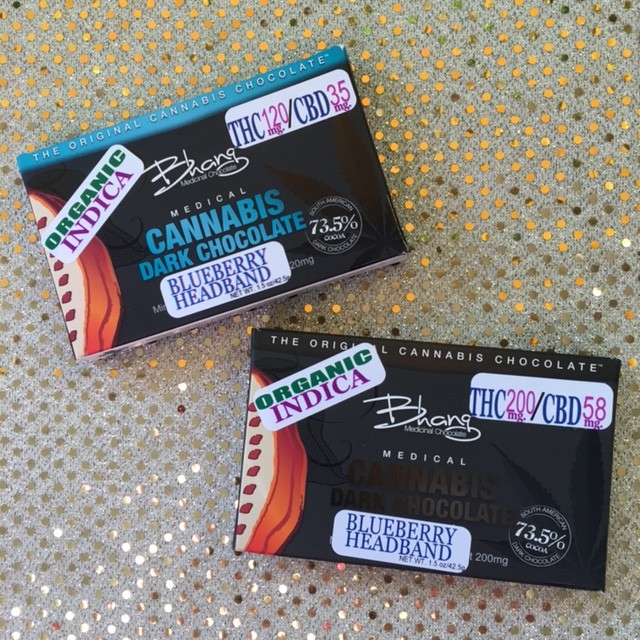 THE ORIGINAL CANNABIS CHOCOLATE™
THC 120 mg. / CBD 35 mg.
ORGANIC
INDICA
Bhang
Medicinal Chocolate
MEDICAL
CANNABIS
DARK CHOCOLATE
SOUTH AMERICAN
73.5%
COCOA
DARK CHOCOLATE
BLUEBERRY
HEADBAND
NET WT. 1.5 oz/42.5g
THE ORIGINAL CANNABIS CHOCOLATE™
ORGANIC
INDICA
THC 200 mg. / CBD 58 mg.
Bhang
Medicinal Chocolate
MEDICAL
CANNABIS
DARK CHOCOLATE
SOUTH AMERICAN
73.5%
COCOA
DARK CHOCOLATE
BLUEBERRY
HEADBAND
200mg
NET WT. 1.5 oz/42.5g